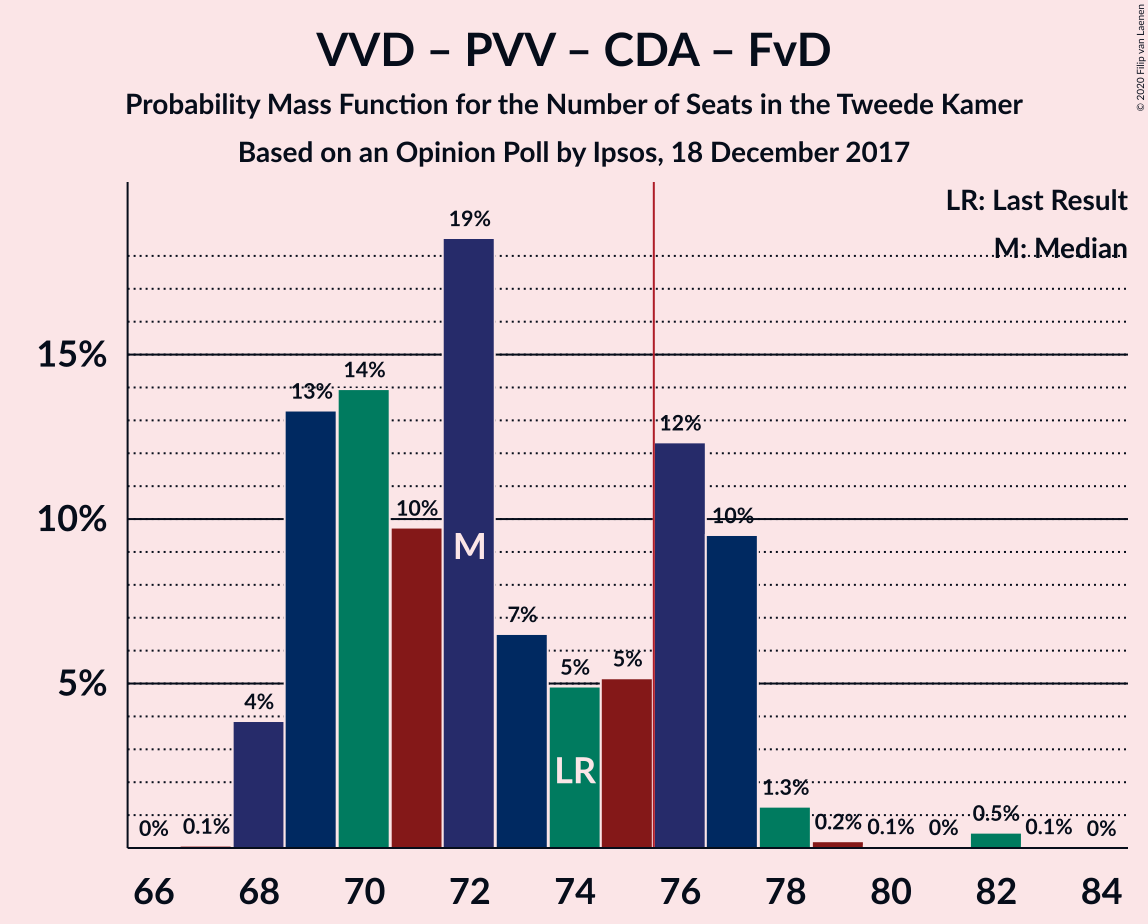 VVD – PVV – CDA – FvD
Probability Mass Function for the Number of Seats in the Tweede Kamer
Based on an Opinion Poll by Ipsos, 18 December 2017
© 2020 Filip van Laenen
LR: Last Result
M: Median
15%
10%
5%
0%
0.1%
4%
13%
14%
10%
19%
7%
5%
5%
12%
10%
1.3%
0.2%
0.1%
0%
0.5%
0.1%
0%
M
LR
66 68 70 72 74 76 78 80 82 84